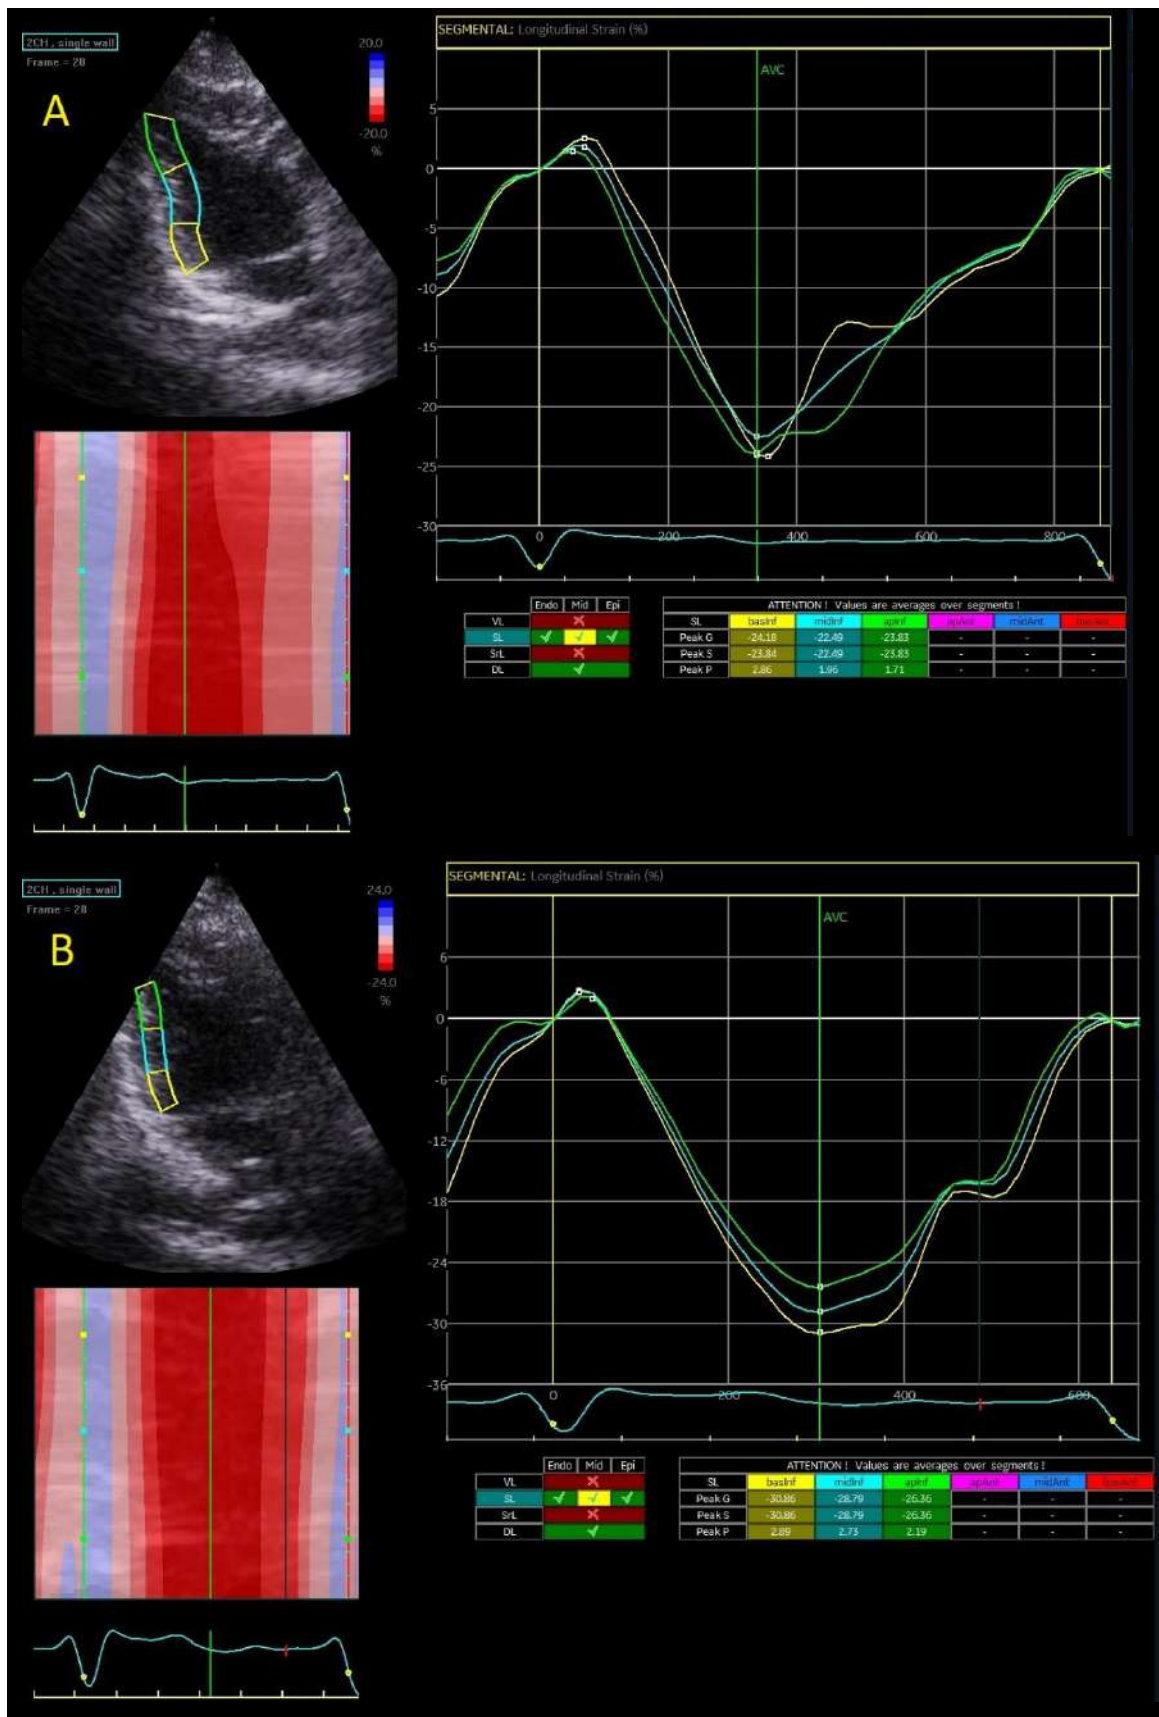 2CH , single wall
Frame = 28
A
20.0
-20.0
%
SEGMENTAL: Longitudinal Strain (%)
AVC
5
0
-5
-10
-15
-20
-25
-30
0 200 400 600 800
Endo Mid Epi
VL
SL
SrL
DL
ATTENTION ! Values are averages over segments !
SL basInf midInf apInf apAnt midAnt basAnt
Peak G -24.18 -22.49 -23.83 - - -
Peak S -23.84 -22.49 -23.83 - - -
Peak P 2.86 1.96 1.71 - - -
2CH , single wall
Frame = 28
B
24.0
-24.0
%
SEGMENTAL: Longitudinal Strain (%)
AVC
6
0
-6
-12
-18
-24
-30
-36
0 200 400 600
Endo Mid Epi
VL
SL
SrL
DL
ATTENTION ! Values are averages over segments !
SL basInf midInf apInf apAnt midAnt basAnt
Peak G -30.86 -28.79 -26.36 - - -
Peak S -30.86 -28.79 -26.36 - - -
Peak P 2.89 2.73 2.19 - - -